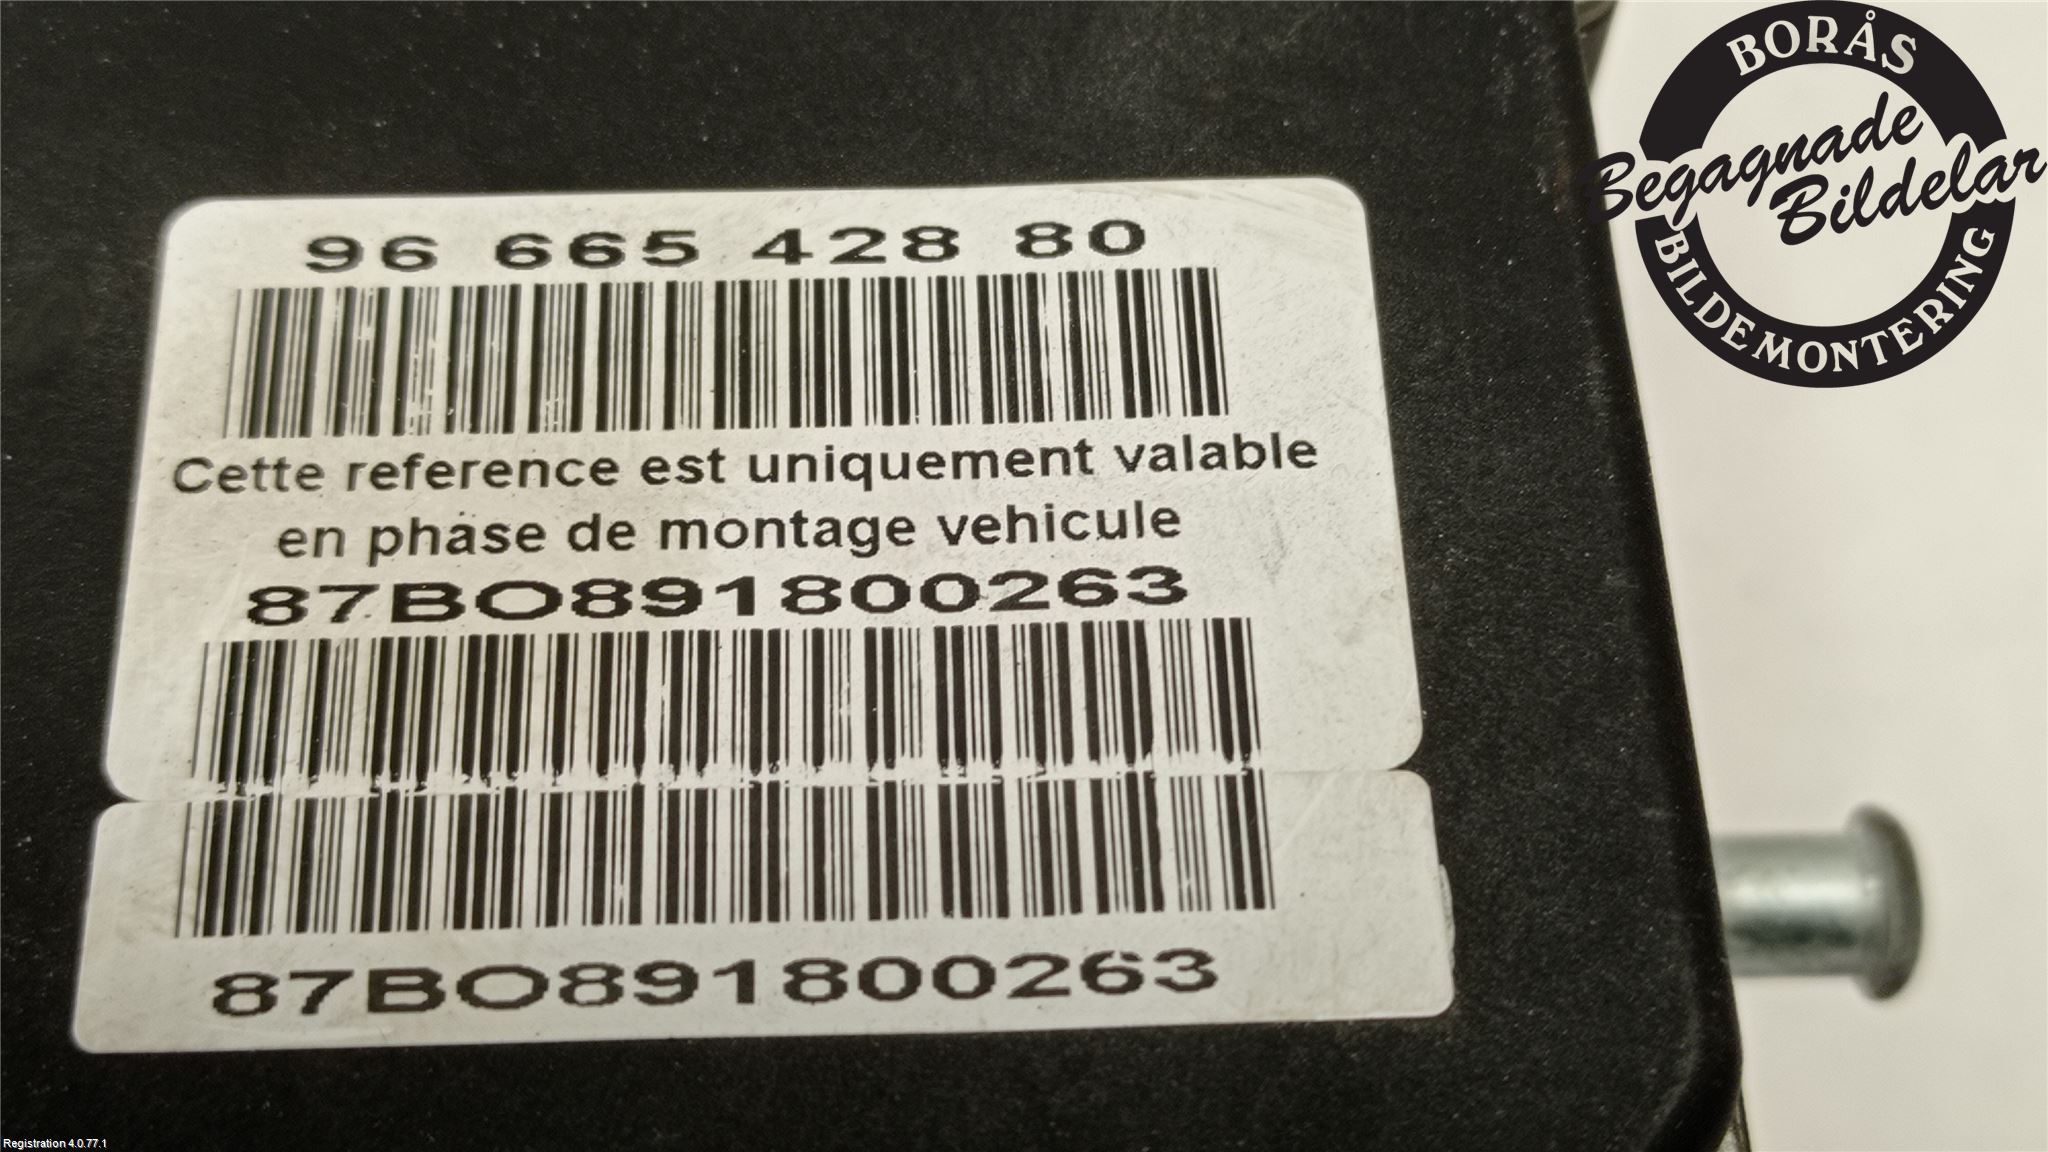 96 665 428 80
Cette reference est uniquement valable
en phase de montage vehicule
87BO891800263
87BO891800263
BORÅS
Begagnade
Bildelar
BILDEMONTERING
Registration 4.0.77.1